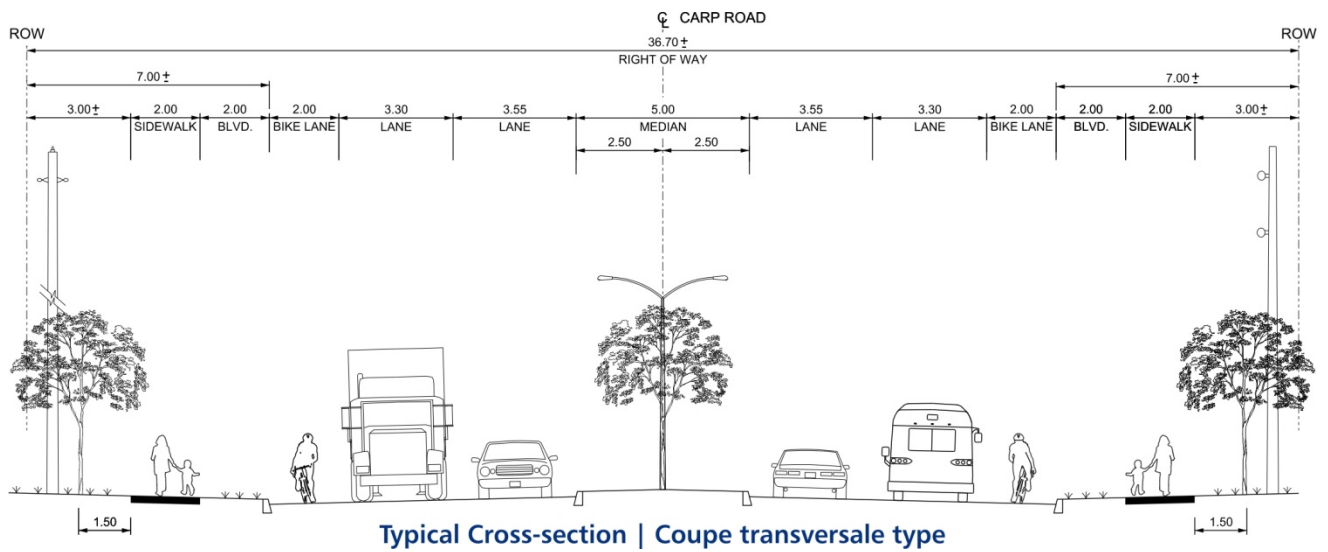 ℄ CARP ROAD
ROW ROW
36.70 ±
RIGHT OF WAY
7.00 ± 7.00 ±
3.00 ± 2.00 2.00 2.00 3.30 3.55 5.00 3.55 3.30 2.00 2.00 2.00 3.00 ±
SIDEWALK BLVD. BIKE LANE LANE LANE MEDIAN LANE LANE BIKE LANE BLVD. SIDEWALK
2.50 2.50
1.50 1.50
Typical Cross-section | Coupe transversale type